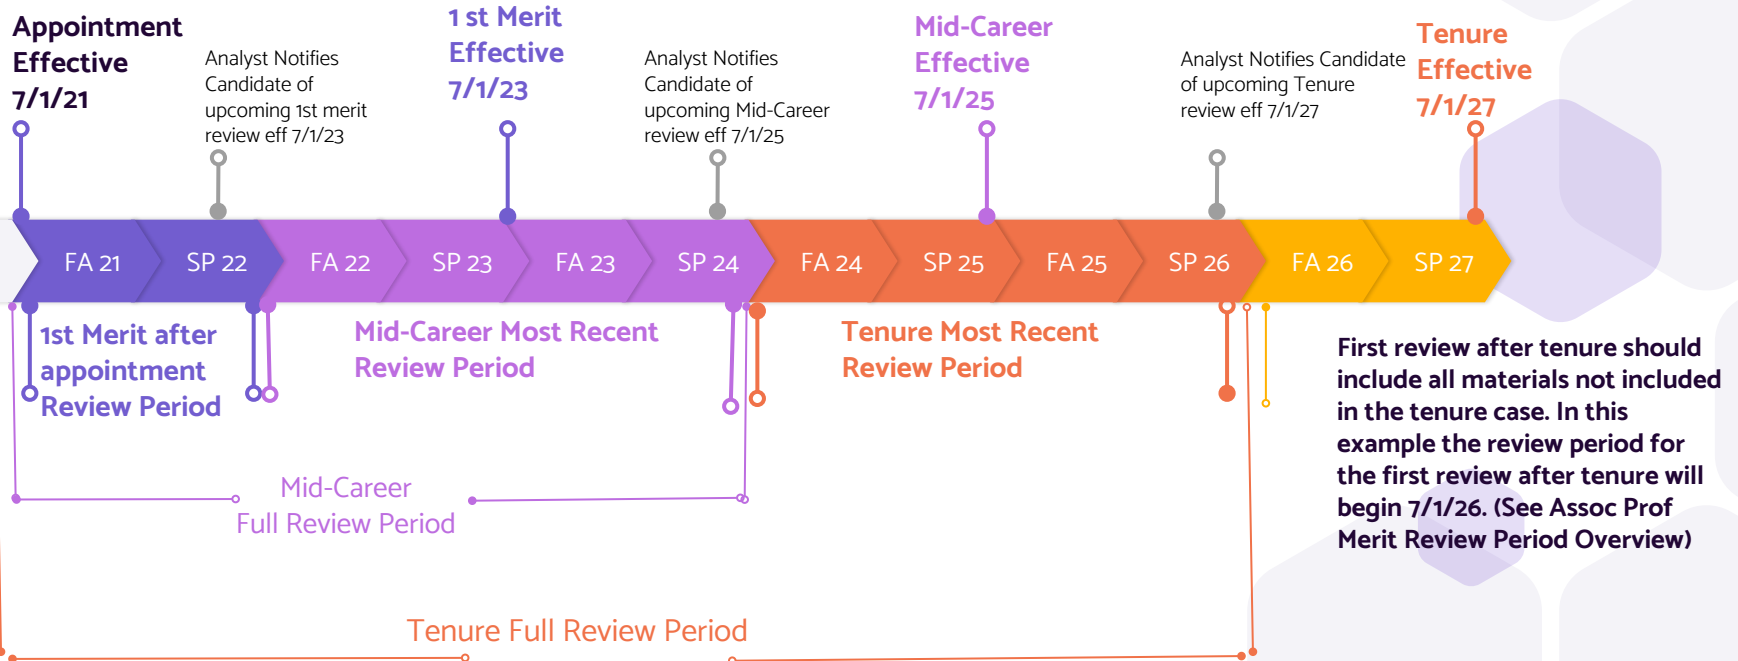 Appointment
Effective
7/1/21
Analyst Notifies
Candidate of
upcoming 1st merit
review eff 7/1/23
1 st Merit
Effective
7/1/23
Analyst Notifies
Candidate of
upcoming Mid-Career
review eff 7/1/25
Mid-Career
Effective
7/1/25
Analyst Notifies Candidate
of upcoming Tenure
review eff 7/1/27
Tenure
Effective
7/1/27
FA 21
SP 22
FA 22
SP 23
FA 23
SP 24
FA 24
SP 25
FA 25
SP 26
FA 26
SP 27
1st Merit after
appointment
Review Period
Mid-Career Most Recent
Review Period
Tenure Most Recent
Review Period
First review after tenure should
include all materials not included
in the tenure case. In this
example the review period for
the first review after tenure will
begin 7/1/26. (See Assoc Prof
Merit Review Period Overview)
Mid-Career
Full Review Period
Tenure Full Review Period